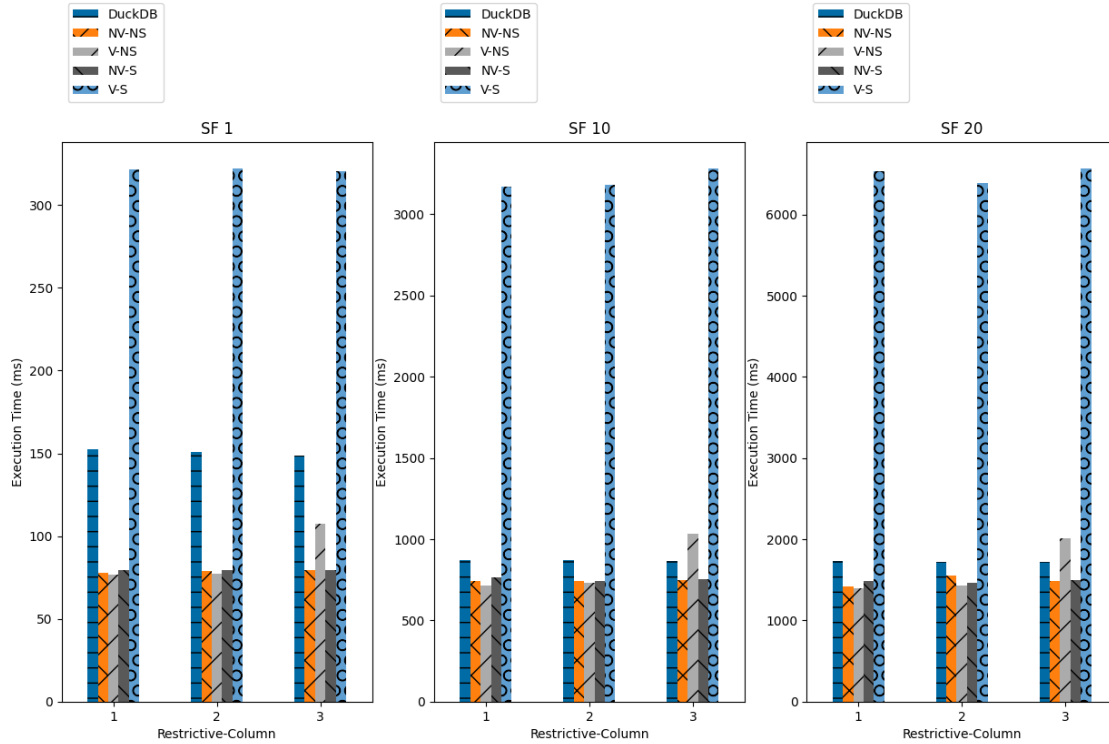 DuckDB
NV-NS
V-NS
NV-S
V-S
SF 1
Execution Time (ms)
300
250
200
150
100
50
0
1 2 3
Restrictive-Column
DuckDB
NV-NS
V-NS
NV-S
V-S
SF 10
Execution Time (ms)
3000
2500
2000
1500
1000
500
0
1 2 3
Restrictive-Column
DuckDB
NV-NS
V-NS
NV-S
V-S
SF 20
Execution Time (ms)
6000
5000
4000
3000
2000
1000
0
1 2 3
Restrictive-Column